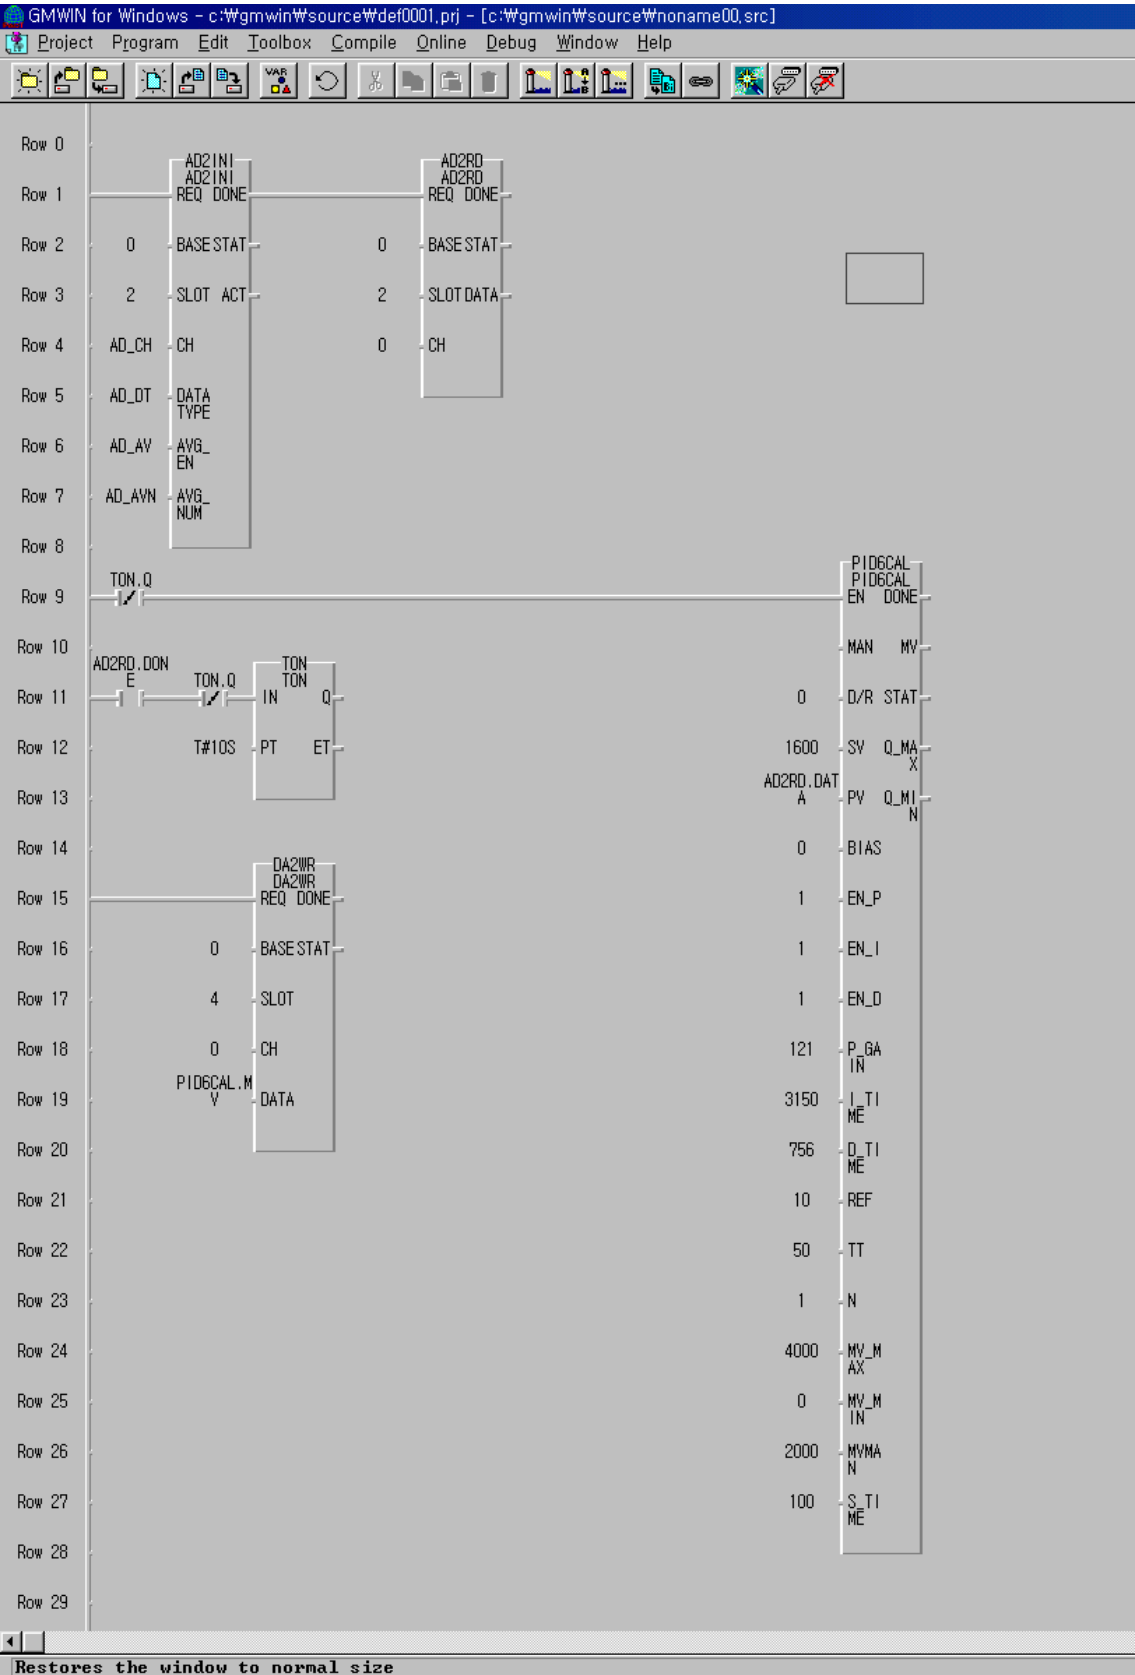 GMWIN for Windows - c:₩gmwin₩source₩def0001.prj - [c:₩gmwin₩source₩noname00.src]
Project Program Edit Toolbox Compile Online Debug Window Help
VAR
Row 0
AD2INI AD2RD
AD2INI AD2RD
Row 1 REQ DONE REQ DONE
Row 2 0 BASE STAT 0 BASE STAT
Row 3 2 SLOT ACT 2 SLOT DATA
Row 4 AD_CH CH 0 CH
Row 5 AD_DT DATA
TYPE
Row 6 AD_AV AVG_
EN
Row 7 AD_AVN AVG_
NUM
Row 8
PID6CAL
TON.Q PID6CAL
Row 9 EN DONE
Row 10 MAN MV
AD2RD.DON TON
E TON.Q TON
Row 11 IN Q 0 D/R STAT
Row 12 T#10S PT ET 1600 SV Q_MA
X
AD2RD.DAT
Row 13 A PV Q_MI
N
Row 14 0 BIAS
DA2WR
DA2WR
Row 15 REQ DONE 1 EN_P
Row 16 0 BASE STAT 1 EN_I
Row 17 4 SLOT 1 EN_D
Row 18 0 CH 121 P_GA
IN
PID6CAL.M
Row 19 V DATA 3150 I_TI
ME
Row 20 756 D_TI
ME
Row 21 10 REF
Row 22 50 TT
Row 23 1 N
Row 24 4000 MV_M
AX
Row 25 0 MV_M
IN
Row 26 2000 MVMA
N
Row 27 100 S_TI
ME
Row 28
Row 29
Restores the window to normal size